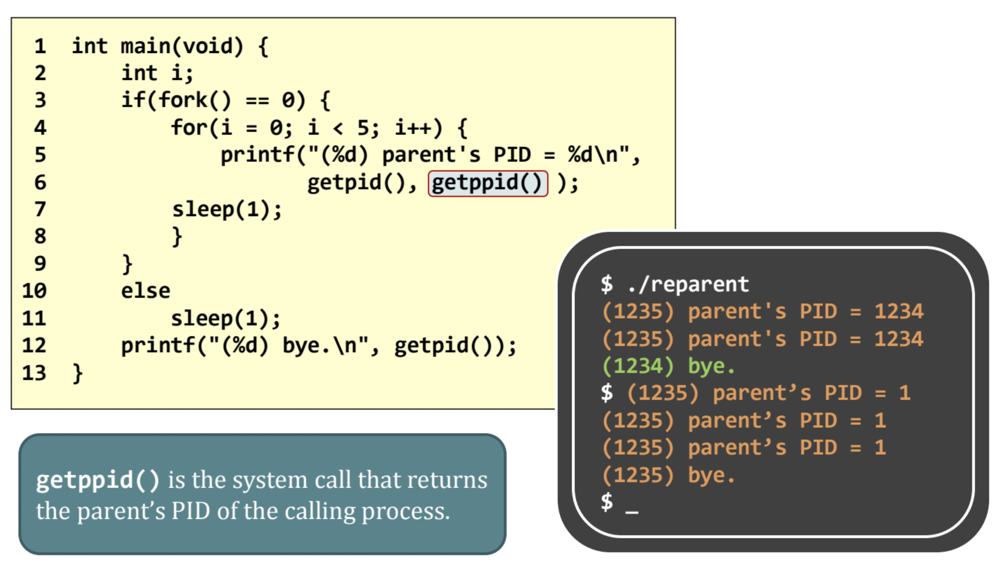 1 int main(void) {
2 int i;
3 if(fork() == 0) {
4 for(i = 0; i < 5; i++) {
5 printf("(%d) parent's PID = %d\n",
6 getpid(), getppid() );
7 sleep(1);
8 }
9 }
10 else
11 sleep(1);
12 printf("(%d) bye.\n", getpid());
13 }
$ ./reparent
(1235) parent's PID = 1234
(1235) parent's PID = 1234
(1234) bye.
$ (1235) parent’s PID = 1
(1235) parent’s PID = 1
(1235) parent’s PID = 1
(1235) bye.
$ _
getppid() is the system call that returns
the parent’s PID of the calling process.